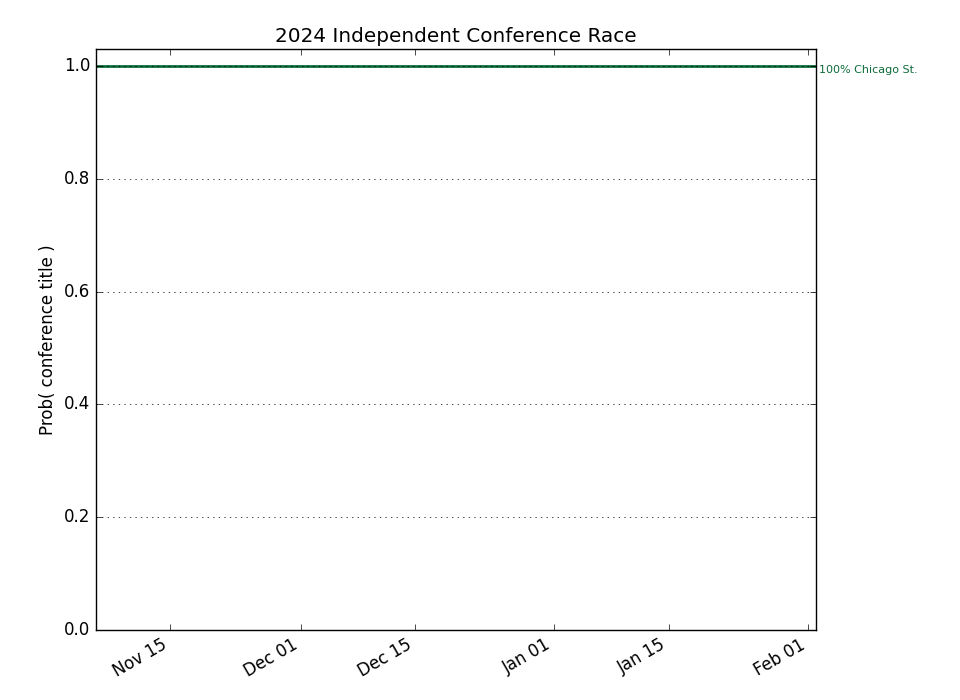 2024 Independent Conference Race
1.0
100% Chicago St.
0.8
0.6
0.4
0.2
0.0
Prob( conference title )
Nov 15
Dec 01
Dec 15
Jan 01
Jan 15
Feb 01